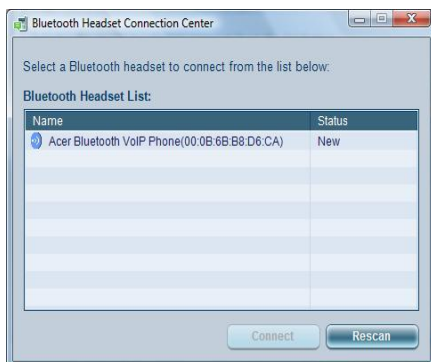 Bluetooth Headset Connection Center
Select a Bluetooth headset to connect from the list below:
Bluetooth Headset List:
Name Status
Acer Bluetooth VoIP Phone(00:0B:6B:B8:D6:CA) New
Connect Rescan